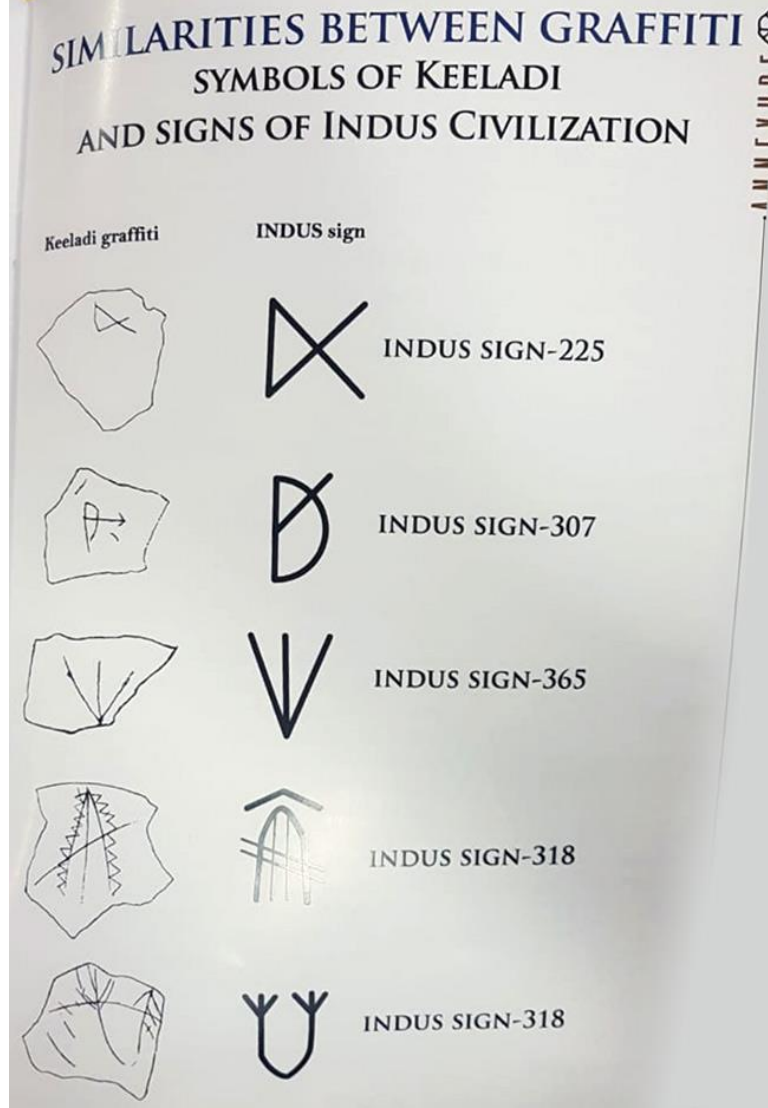 SIMILARITIES BETWEEN GRAFFITI
SYMBOLS OF KEELADI
AND SIGNS OF INDUS CIVILIZATION
ANNEXURE
Keeladi graffiti INDUS sign
INDUS SIGN-225
INDUS SIGN-307
INDUS SIGN-365
INDUS SIGN-318
INDUS SIGN-318